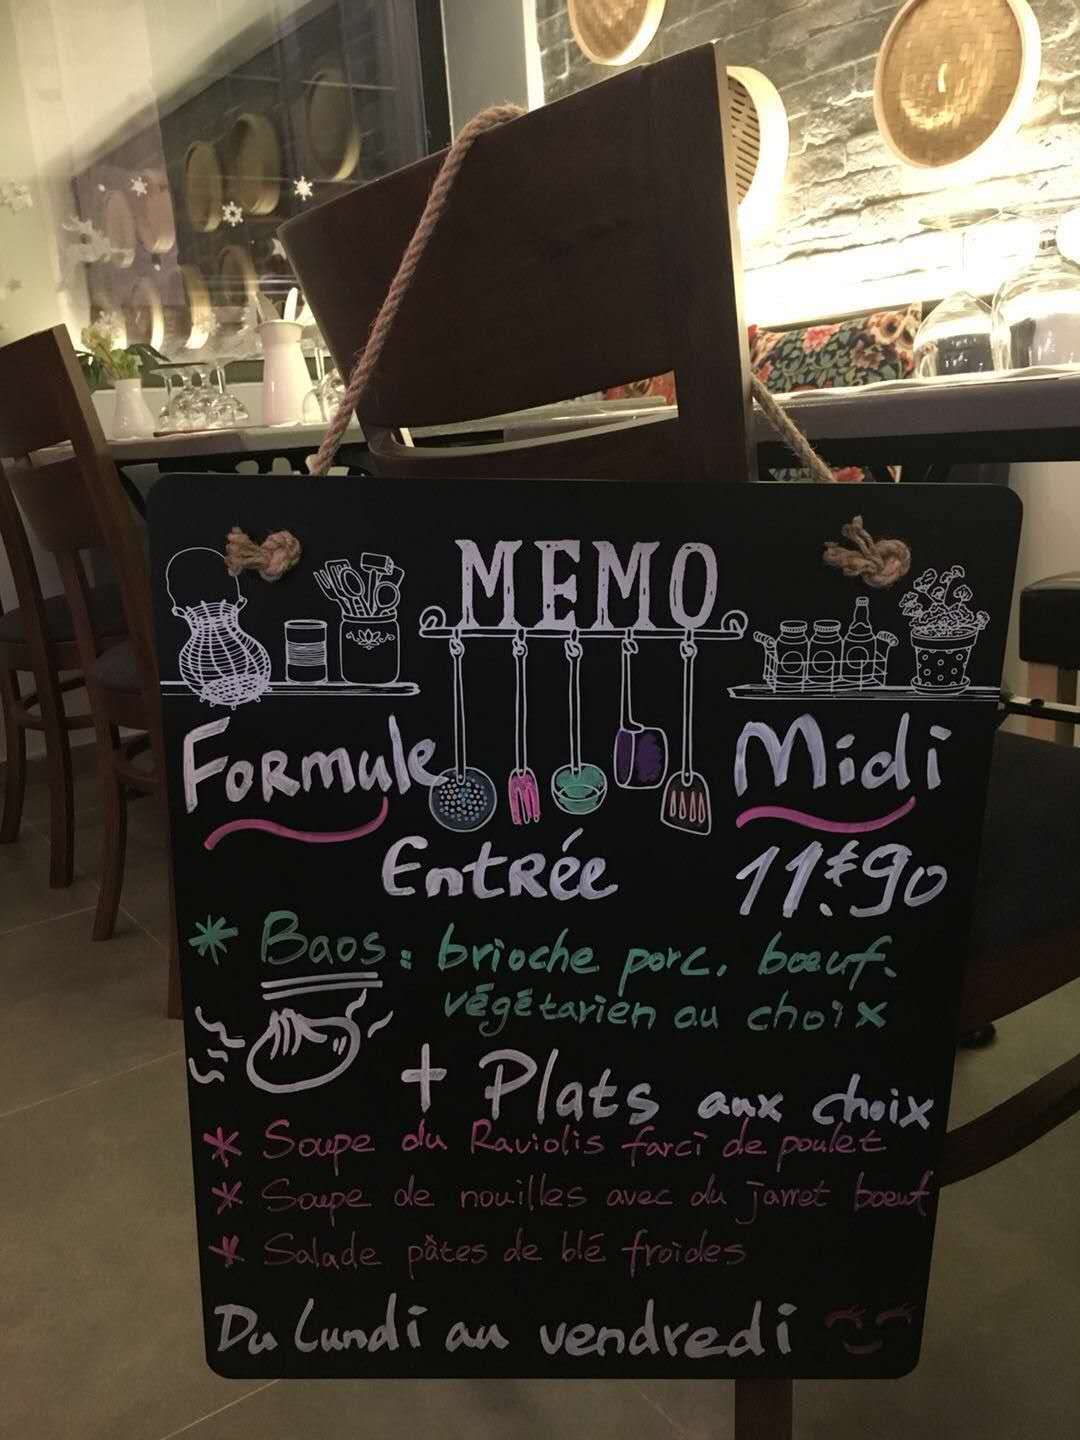 MEMO
Formule Midi
Entrée 11.€90
* Baos : brioche porc, bœuf.
végétarien au choix
+ Plats aux choix
* Soupe du Raviolis farci de poulet
* Soupe de nouilles avec du jarret bœuf
* Salade pâtes de blé froides
Du Lundi au vendredi